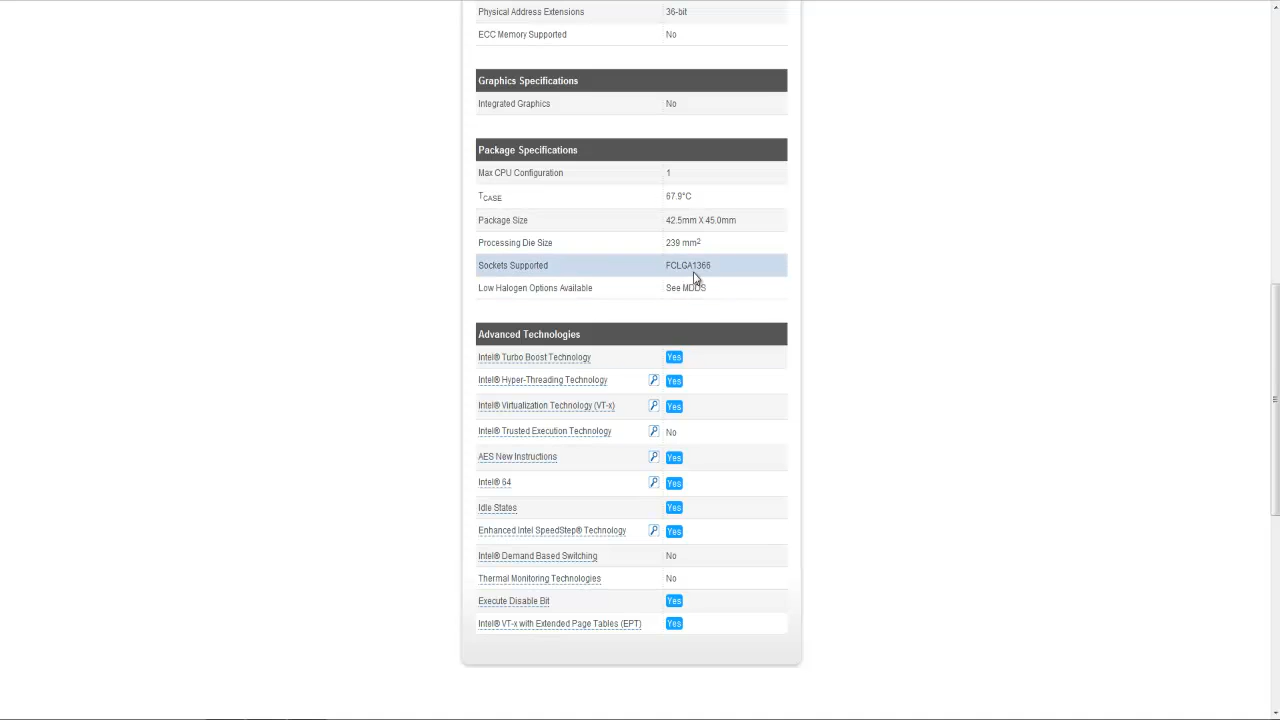 Physical Address Extensions 36-bit
ECC Memory Supported No
Graphics Specifications
Integrated Graphics No
Package Specifications
Max CPU Configuration 1
TCASE 67.9°C
Package Size 42.5mm X 45.0mm
Processing Die Size 239 mm2
Sockets Supported FCLGA1366
Low Halogen Options Available See MDDS
Advanced Technologies
Intel® Turbo Boost Technology Yes
Intel® Hyper-Threading Technology Yes
Intel® Virtualization Technology (VT-x) Yes
Intel® Trusted Execution Technology No
AES New Instructions Yes
Intel® 64 Yes
Idle States Yes
Enhanced Intel SpeedStep® Technology Yes
Intel® Demand Based Switching No
Thermal Monitoring Technologies No
Execute Disable Bit Yes
Intel® VT-x with Extended Page Tables (EPT) Yes